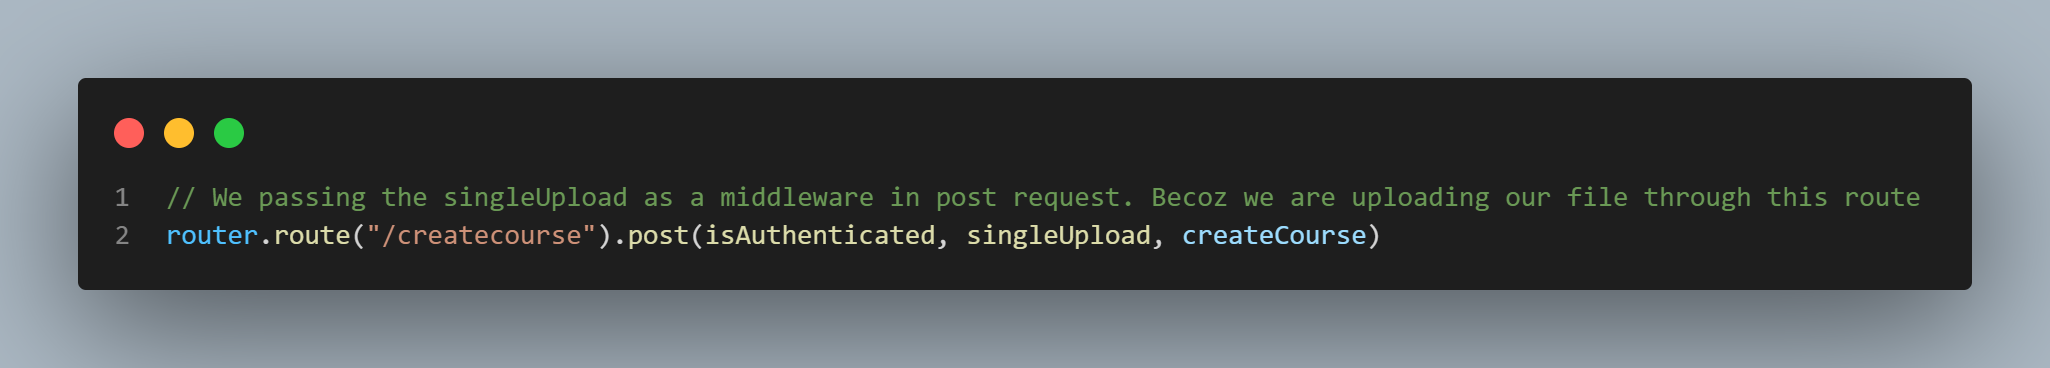 1 // We passing the singleUpload as a middleware in post request. Becoz we are uploading our file through this route
2 router.route("/createcourse").post(isAuthenticated, singleUpload, createCourse)